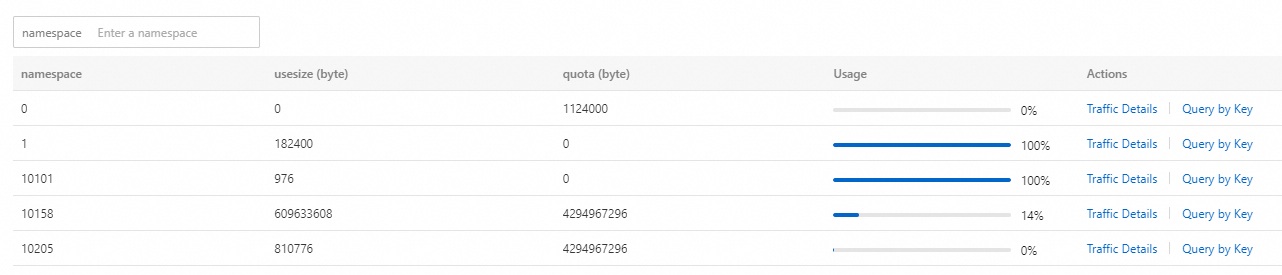 namespace Enter a namespace
namespace usesize (byte) quota (byte) Usage Actions
0 0 1124000 0% Traffic Details Query by Key
1 182400 0 100% Traffic Details Query by Key
10101 976 0 100% Traffic Details Query by Key
10158 609633608 4294967296 14% Traffic Details Query by Key
10205 810776 4294967296 0% Traffic Details Query by Key